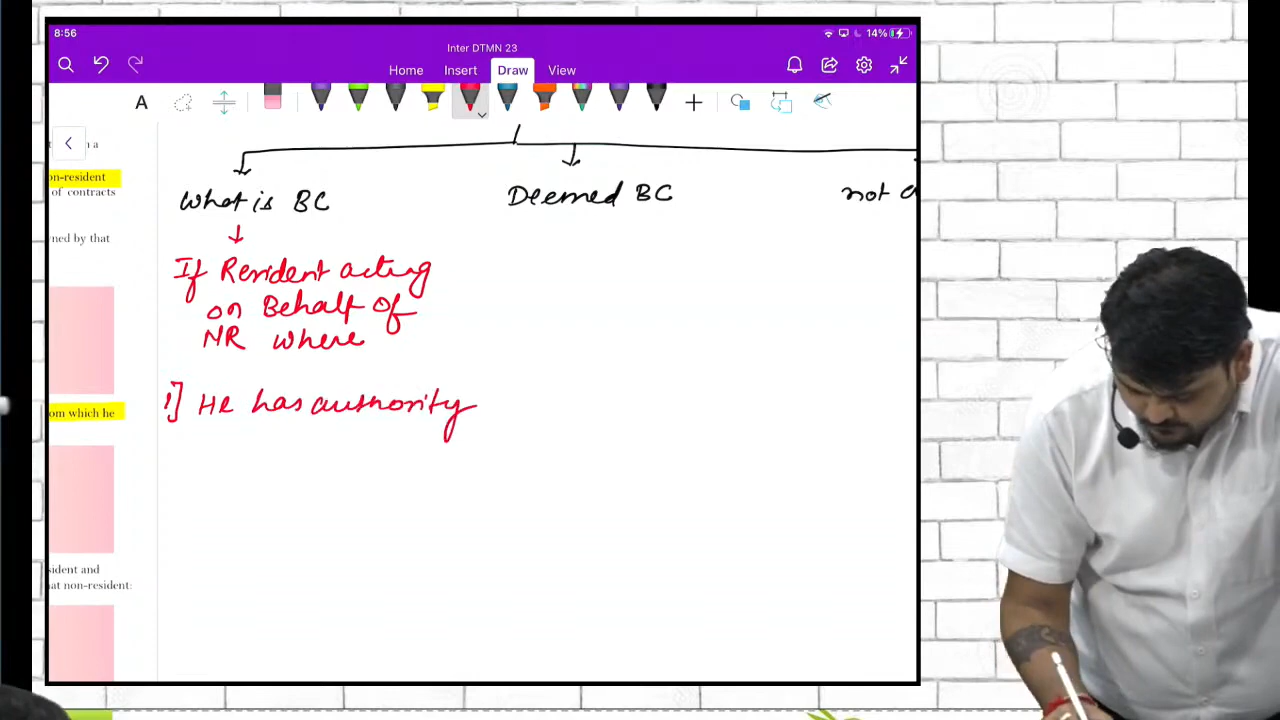 8:56
14%
Inter DTMN 23
Home Insert Draw View
A
n a
on-resident
of contracts
ned by that
om which he
sident and
at non-resident:
What is BC
Deemed BC
not
If Resident acting
on Behalf of
NR where
1] He has authority